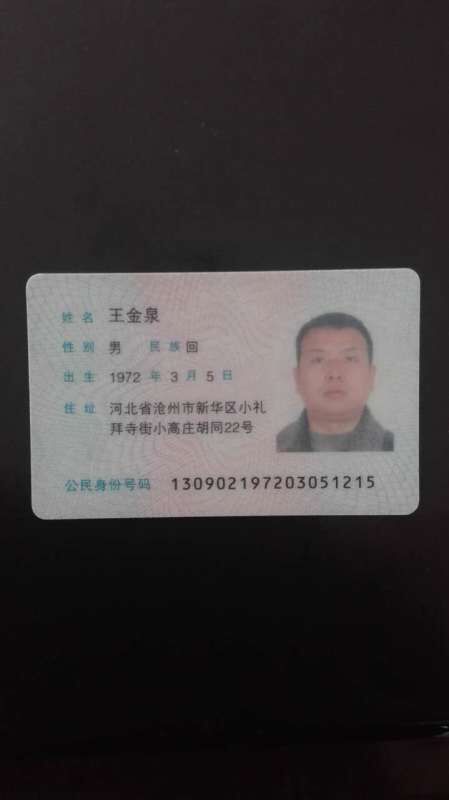 姓名 王金泉
性别 男 民族 回
出生 1972 年 3 月 5 日
住址 河北省沧州市新华区小礼
拜寺街小高庄胡同22号
公民身份号码 130902197203051215